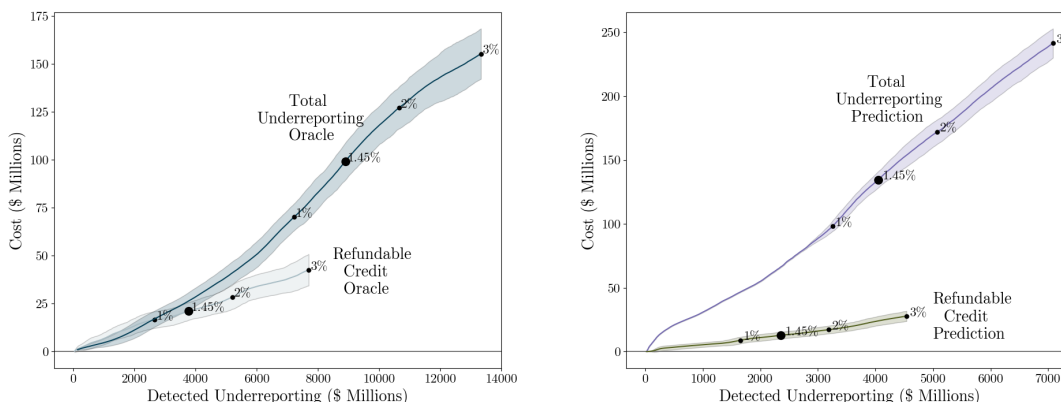 175
150
125
100
75
50
25
0
Cost ($ Millions)
3%
2%
1.45%
1%
Total
Underreporting
Oracle
3%
2%
1.45%
1%
Refundable
Credit
Oracle
0
2000
4000
6000
8000
10000
12000
14000
Detected Underreporting ($ Millions)
250
200
150
100
50
0
Cost ($ Millions)
3
2%
1.45%
1%
Total
Underreporting
Prediction
3%
2%
1.45%
1%
Refundable
Credit
Prediction
0
1000
2000
3000
4000
5000
6000
7000
Detected Underreporting ($ Millions)